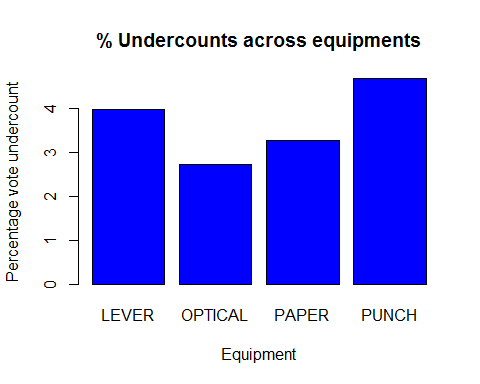 % Undercounts across equipments
Percentage vote undercount
4
3
2
1
0
LEVER OPTICAL PAPER PUNCH
Equipment